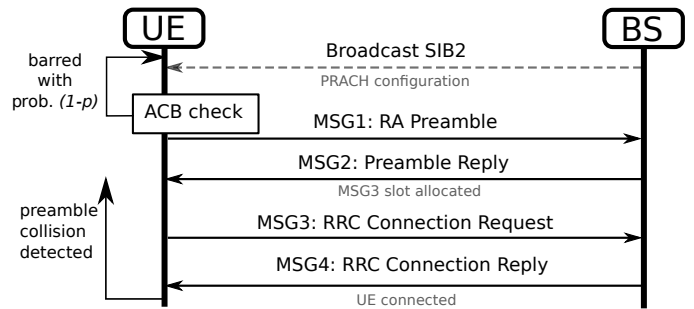 UE
BS
barred
with
prob. (1-p)
Broadcast SIB2
PRACH configuration
ACB check
MSG1: RA Preamble
MSG2: Preamble Reply
MSG3 slot allocated
preamble
collision
detected
MSG3: RRC Connection Request
MSG4: RRC Connection Reply
UE connected